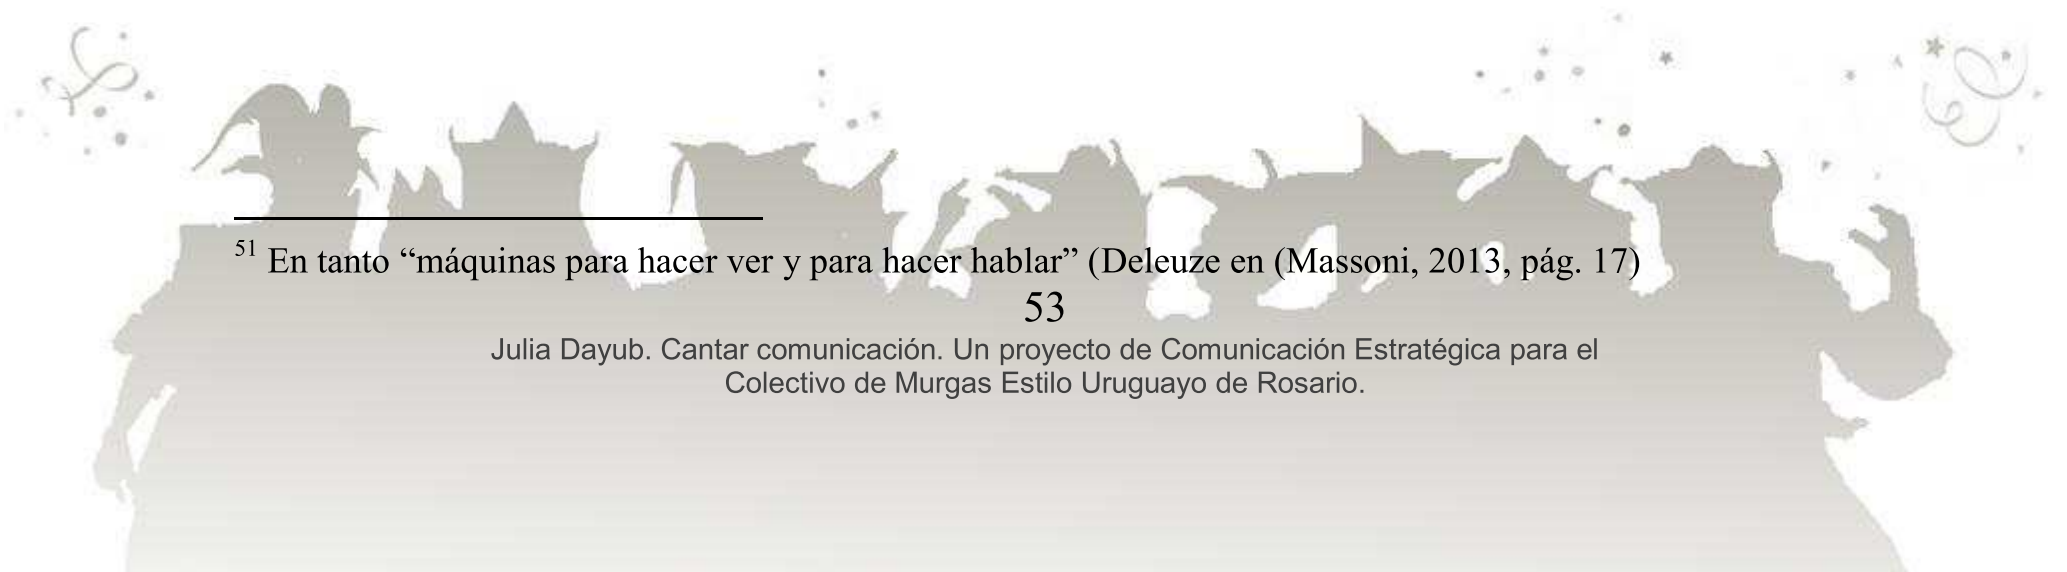 51 En tanto “máquinas para hacer ver y para hacer hablar” (Deleuze en (Massoni, 2013, pág. 17)
53
Julia Dayub. Cantar comunicación. Un proyecto de Comunicación Estratégica para el
Colectivo de Murgas Estilo Uruguayo de Rosario.